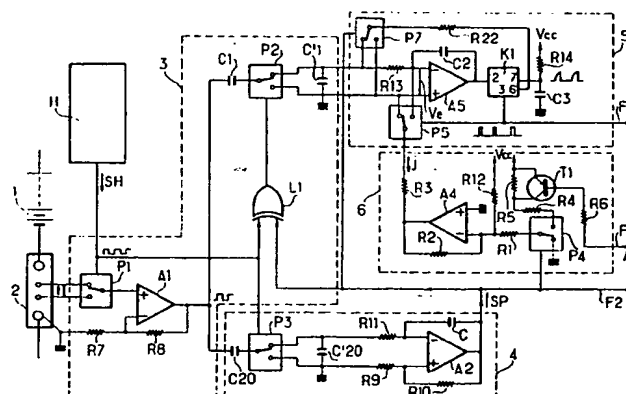 P7
R22
Vcc
R14
5
C1
P2
C'1
C2
K1
2 7
3 6
R13
A5
C3
3
H
Ve
P5
F
1
SH
J
Vcc
T1
6
R3
A4
R12
R5
R4
R6
L1
R2
R1
P4
F
P1
A1
2
SP
F2
R7
R8
P3
R11
C
4
C20
C'20
R9
A2
R10